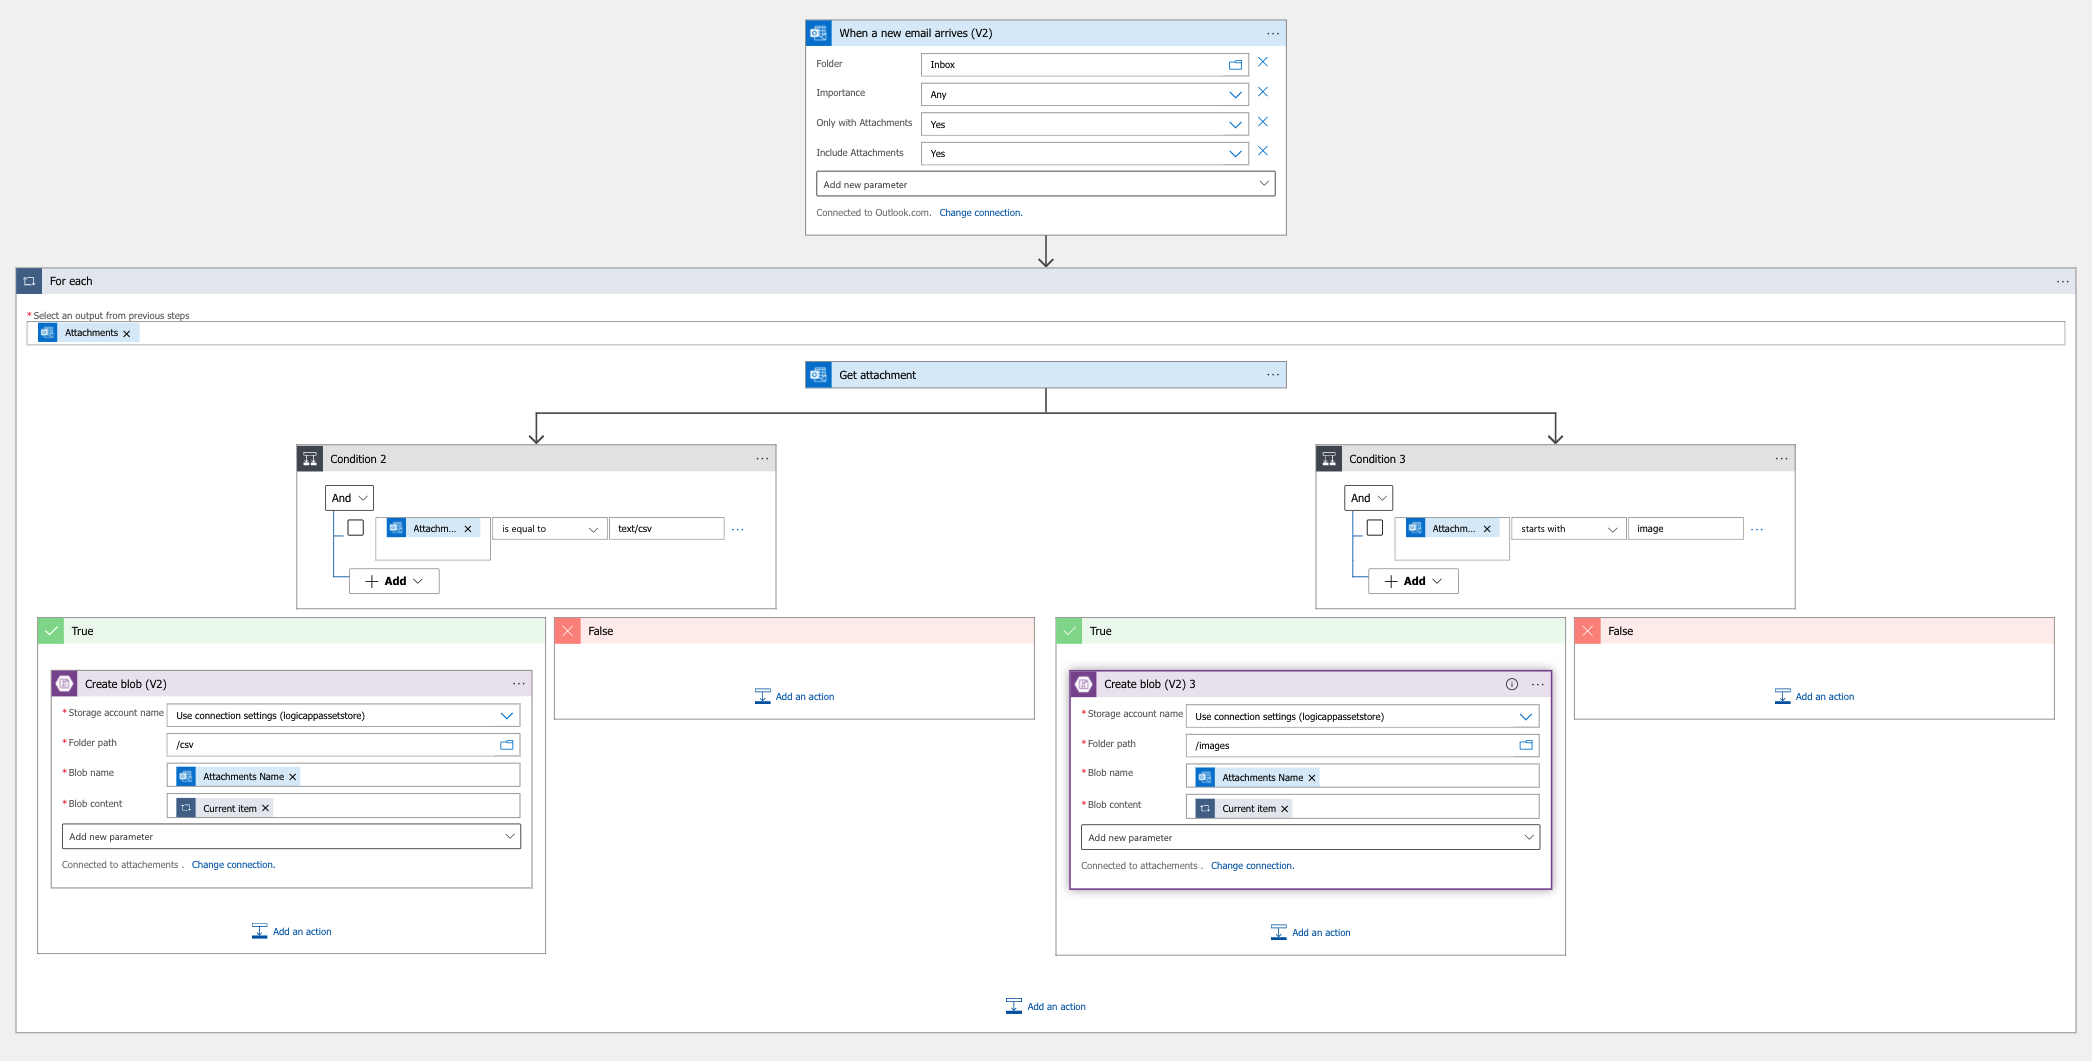 When a new email arrives (V2)
Folder
Inbox
Importance
Any
Only with Attachments
Yes
Include Attachments
Yes
Add new parameter
Connected to Outlook.com. Change connection.
For each
* Select an output from previous steps
Attachments
Get attachment
Condition 2
And
Attachm... is equal to text/csv
Add
Condition 3
And
Attachm... starts with image
Add
True
Create blob (V2)
* Storage account name Use connection settings (logicappassetstore)
* Folder path /csv
* Blob name Attachments Name
* Blob content Current item
Add new parameter
Connected to attachements . Change connection.
Add an action
False
Add an action
True
Create blob (V2) 3
* Storage account name Use connection settings (logicappassetstore)
* Folder path /images
* Blob name Attachments Name
* Blob content Current item
Add new parameter
Connected to attachements . Change connection.
Add an action
False
Add an action
Add an action